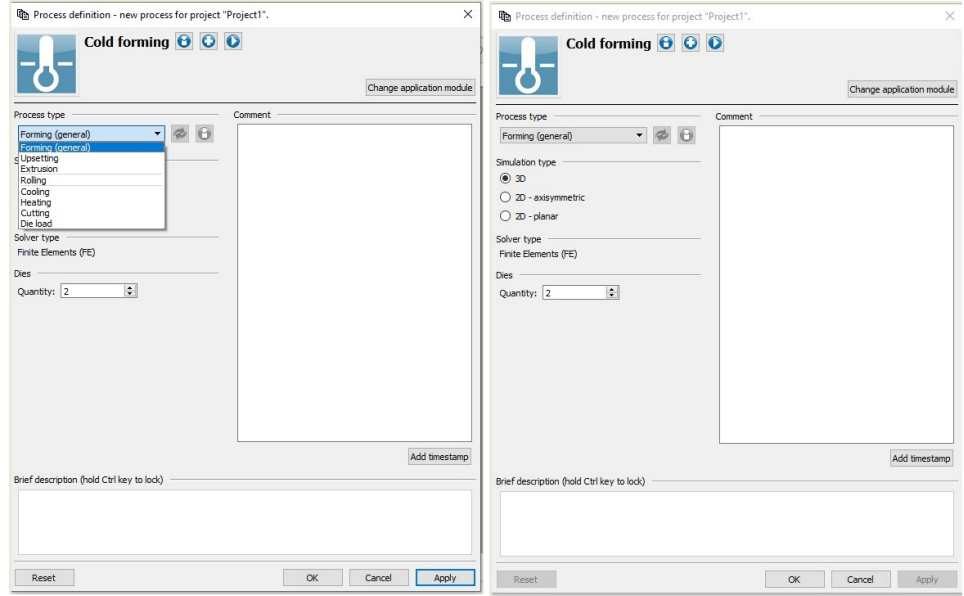 Process definition - new process for project "Project1".
Cold forming
Change application module
Process type
Comment
Forming (general)
Forming (general)
Upsetting
Extrusion
Rolling
Cooling
Heating
Cutting
Die load
S
Solver type
Finite Elements (FE)
Dies
Quantity: 2
Add timestamp
Brief description (hold Ctrl key to lock)
Reset
OK
Cancel
Apply
Process definition - new process for project "Project1".
Cold forming
Change application module
Process type
Comment
Forming (general)
Simulation type
3D
2D - axisymmetric
2D - planar
Solver type
Finite Elements (FE)
Dies
Quantity: 2
Add timestamp
Brief description (hold Ctrl key to lock)
Reset
OK
Cancel
Apply